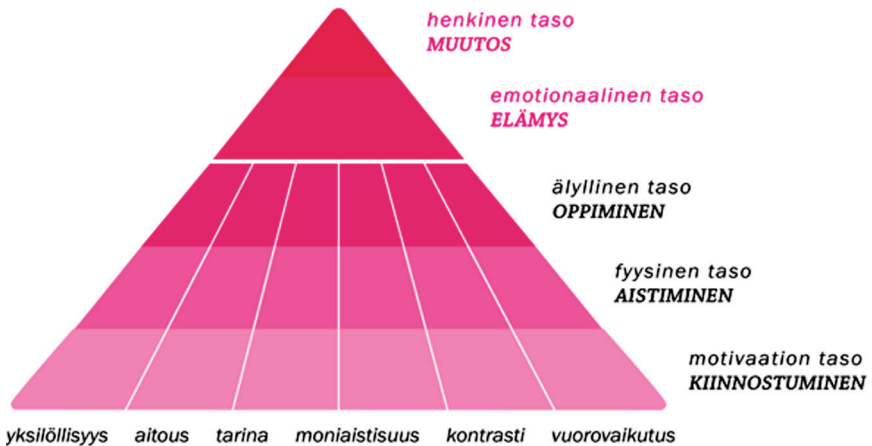 henkinen taso
MUUTOS
emotionaalinen taso
ELÄMYS
älyllinen taso
OPPIMINEN
fyysinen taso
AISTIMINEN
motivaation taso
KIINNOSTUMINEN
yksilöllisyys aitous tarina moniaistisuus kontrasti vuorovaikutus